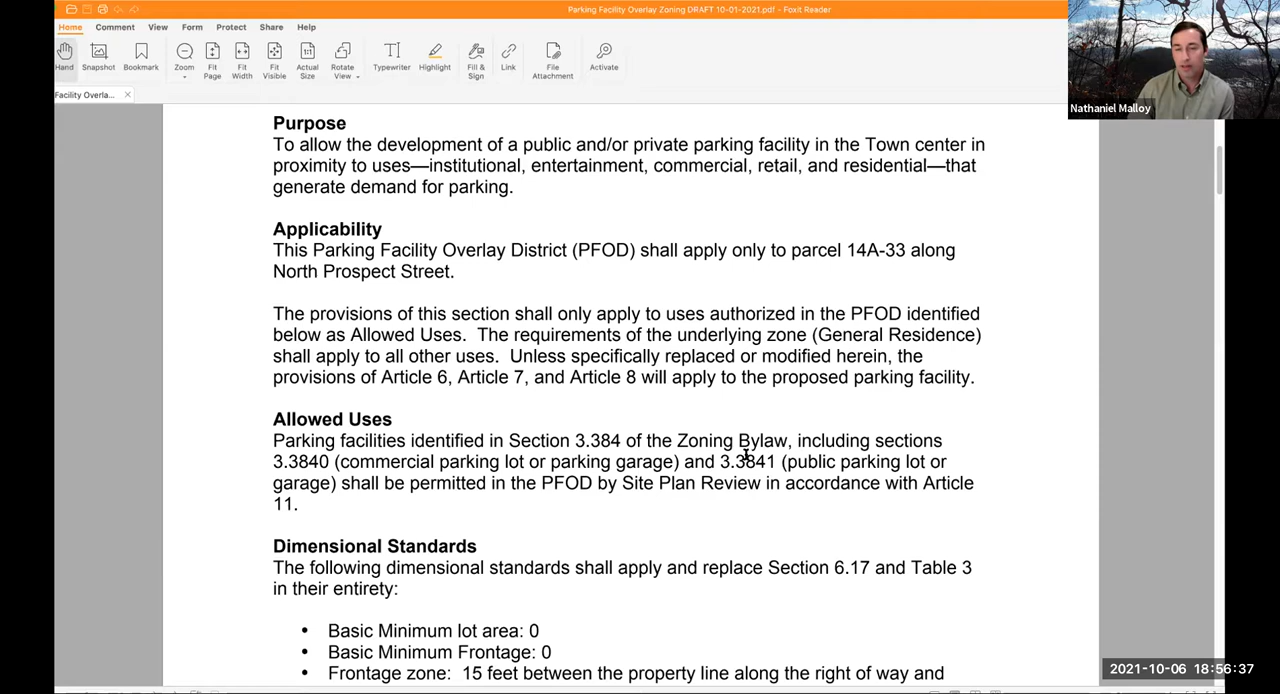 Parking Facility Overlay Zoning DRAFT 10-01-2021.pdf - Foxit Reader
Home Comment View Form Protect Share Help
Hand Snapshot Bookmark Zoom Fit Page Fit Width Fit Visible Actual Size Rotate View Typewriter Highlight Fill & Sign Link File Attachment Activate
Facility Overla...
Nathaniel Malloy
Purpose
To allow the development of a public and/or private parking facility in the Town center in
proximity to uses—institutional, entertainment, commercial, retail, and residential—that
generate demand for parking.
Applicability
This Parking Facility Overlay District (PFOD) shall apply only to parcel 14A-33 along
North Prospect Street.
The provisions of this section shall only apply to uses authorized in the PFOD identified
below as Allowed Uses. The requirements of the underlying zone (General Residence)
shall apply to all other uses. Unless specifically replaced or modified herein, the
provisions of Article 6, Article 7, and Article 8 will apply to the proposed parking facility.
Allowed Uses
Parking facilities identified in Section 3.384 of the Zoning Bylaw, including sections
3.3840 (commercial parking lot or parking garage) and 3.3841 (public parking lot or
garage) shall be permitted in the PFOD by Site Plan Review in accordance with Article
11.
Dimensional Standards
The following dimensional standards shall apply and replace Section 6.17 and Table 3
in their entirety:
• Basic Minimum lot area: 0
• Basic Minimum Frontage: 0
• Frontage zone: 15 feet between the property line along the right of way and
2021-10-06 18:56:37